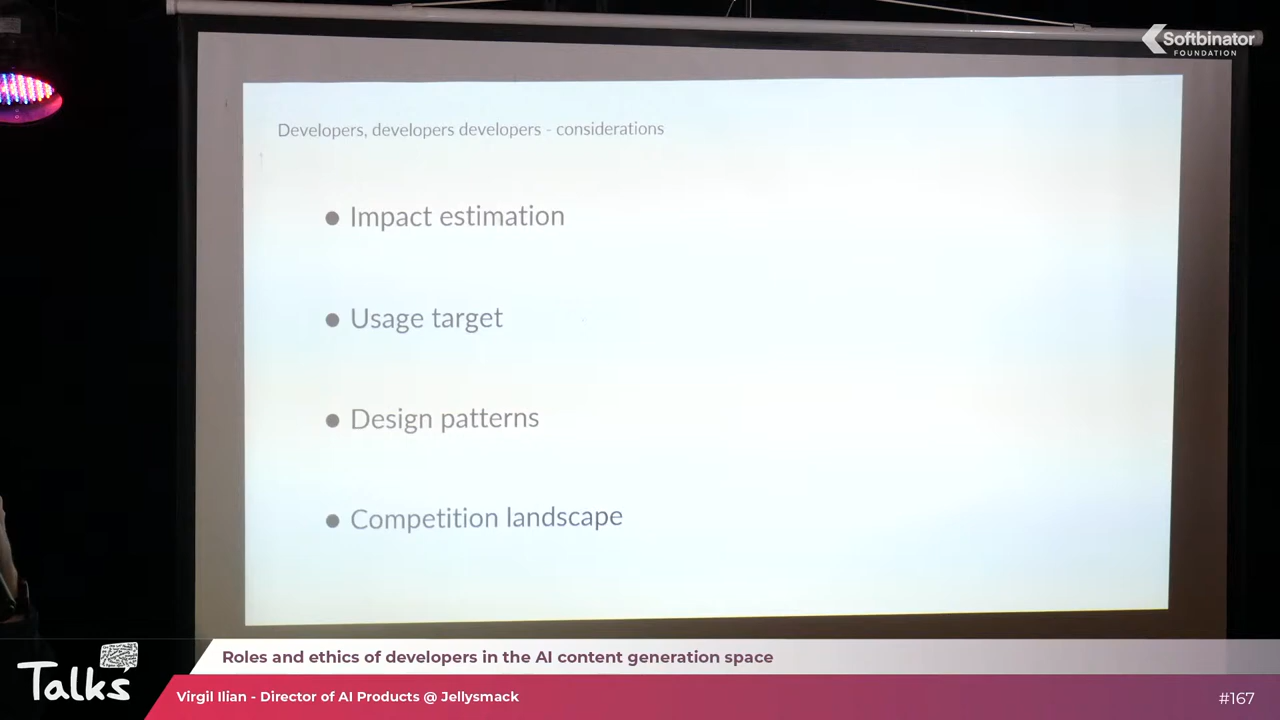 Softbinator
FOUNDATION
Developers, developers developers - considerations
● Impact estimation
● Usage target
● Design patterns
● Competition landscape
Talks
Roles and ethics of developers in the AI content generation space
Virgil Ilian - Director of AI Products @ Jellysmack
#167